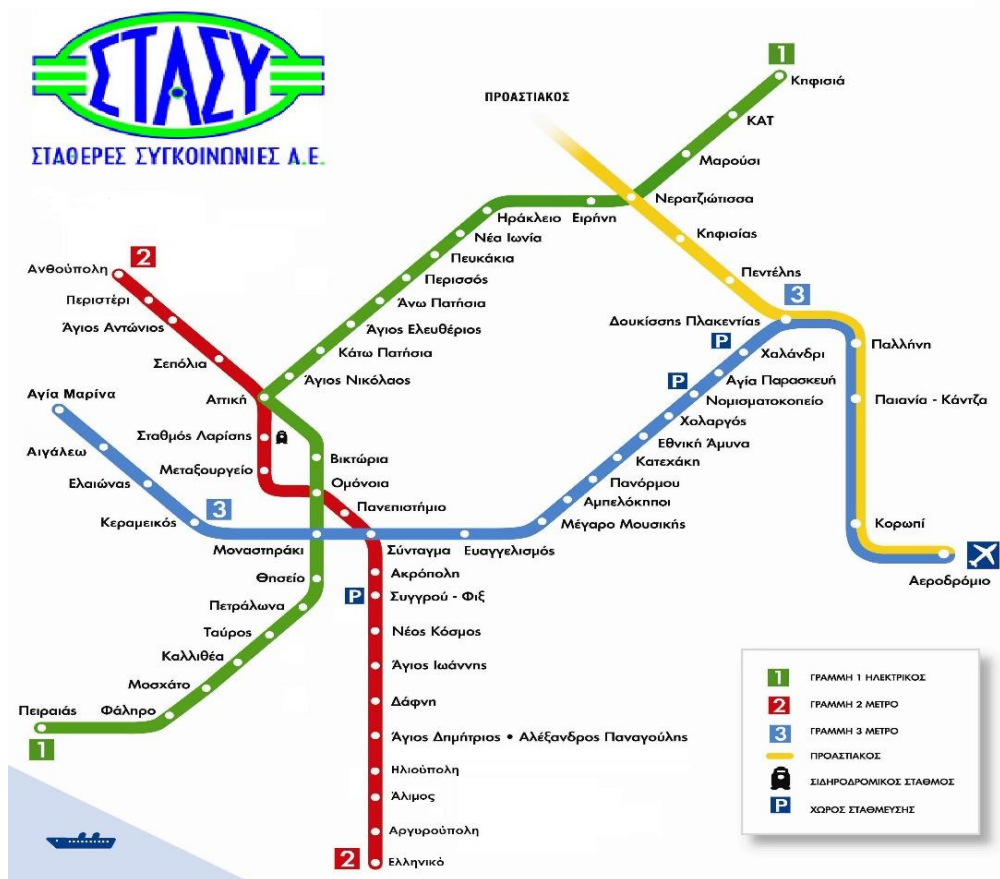 ΣΤΑΣΥ
ΣΤΑΘΕΡΕΣ ΣΥΓΚΟΙΝΩΝΙΕΣ Α.Ε.
ΠΡΟΑΣΤΙΑΚΟΣ
1
Κηφισιά
ΚΑΤ
Μαρούσι
Νερατζιώτισσα
Ηράκλειο
Ειρήνη
Κηφισίας
Νέα Ιωνία
Πευκάκια
Πεντέλης
Περισσός
Άνω Πατήσια
Άγιος Ελευθέριος
Κάτω Πατήσια
Άγιος Νικόλαος
2
Ανθούπολη
Περιστέρι
Άγιος Αντώνιος
Σεπόλια
Αττική
Σταθμός Λαρίσης
Μεταξουργείο
Βικτώρια
Ομόνοια
Πανεπιστήμιο
Αγία Μαρίνα
Αιγάλεω
Ελαιώνας
Κεραμεικός
3
Μοναστηράκι
Σύνταγμα
Ευαγγελισμός
Μέγαρο Μουσικής
Αμπελόκηποι
Πανόρμου
Κατεχάκη
Εθνική Άμυνα
Χολαργός
Νομισματοκοπείο
P
Αγία Παρασκευή
Χαλάνδρι
P
Δουκίσσης Πλακεντίας
3
Παλλήνη
Παιανία - Κάντζα
Κορωπί
Αεροδρόμιο
Θησείο
Πετράλωνα
Ταύρος
Καλλιθέα
Μοσχάτο
Φάληρο
Πειραιάς
1
Ακρόπολη
P
Συγγρού - Φιξ
Νέος Κόσμος
Άγιος Ιωάννης
Δάφνη
Άγιος Δημήτριος • Αλέξανδρος Παναγούλης
Ηλιούπολη
Άλιμος
Αργυρούπολη
2
Ελληνικό
1 ΓΡΑΜΜΗ 1 ΗΛΕΚΤΡΙΚΟΣ
2 ΓΡΑΜΜΗ 2 ΜΕΤΡΟ
3 ΓΡΑΜΜΗ 3 ΜΕΤΡΟ
ΠΡΟΑΣΤΙΑΚΟΣ
ΣΙΔΗΡΟΔΡΟΜΙΚΟΣ ΣΤΑΘΜΟΣ
P ΧΩΡΟΣ ΣΤΑΘΜΕΥΣΗΣ